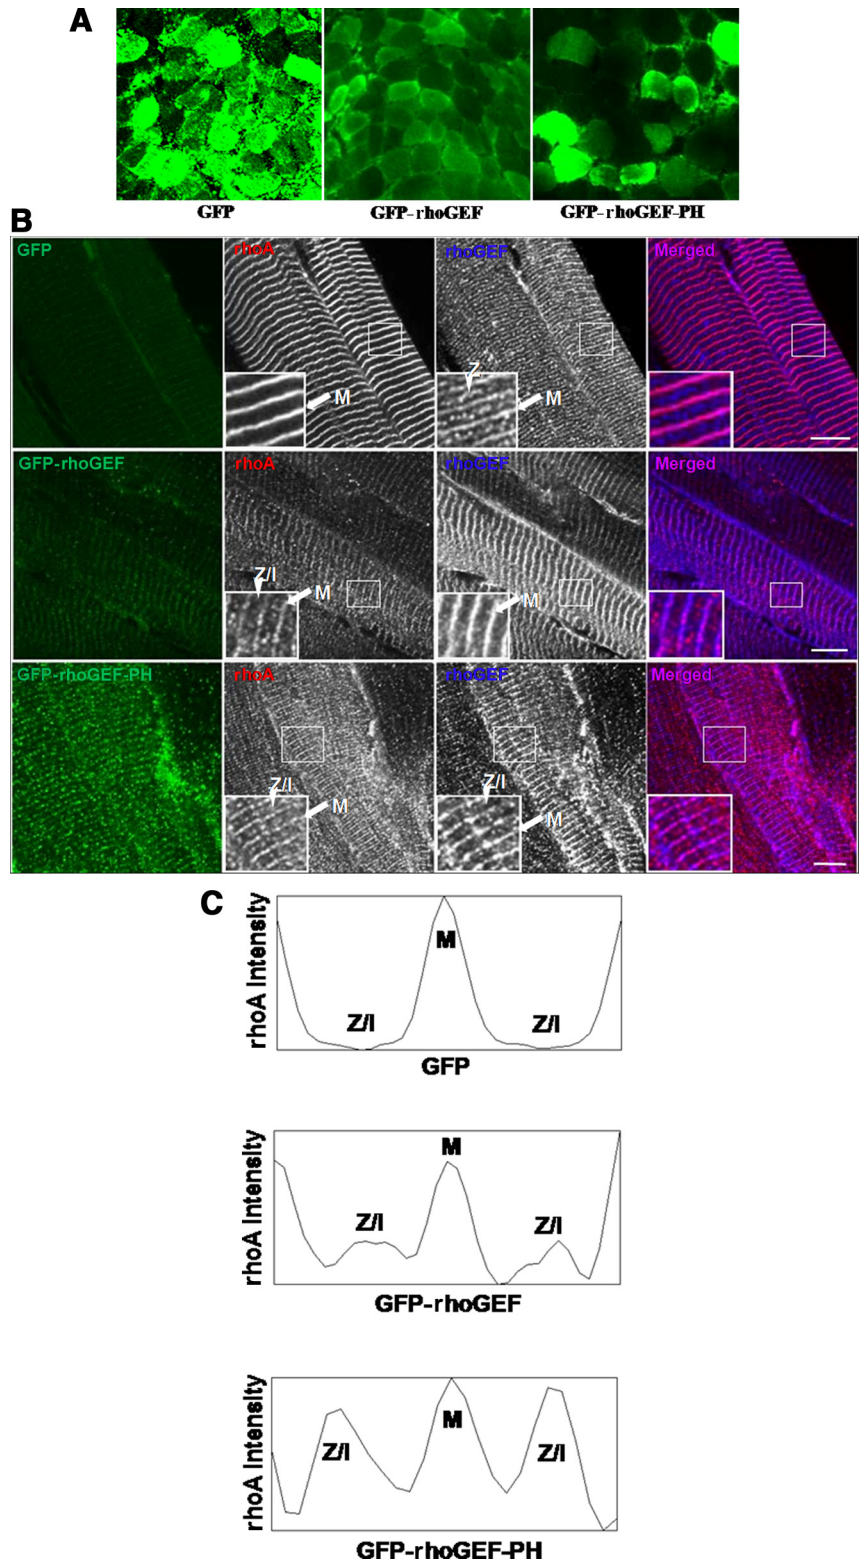 A
GFP
GFP-rhoGEF
GFP-rhoGEF-PH
B
GFP
rhoA
rhoGEF
Merged
M
Z
M
GFP-rhoGEF
rhoA
rhoGEF
Merged
Z/I
M
M
GFP-rhoGEF-PH
rhoA
rhoGEF
Merged
Z/I
M
Z/I
M
C
rhoA Intensity
M
Z/I
Z/I
GFP
rhoA Intensity
M
Z/I
Z/I
GFP-rhoGEF
rhoA Intensity
M
Z/I
Z/I
GFP-rhoGEF-PH